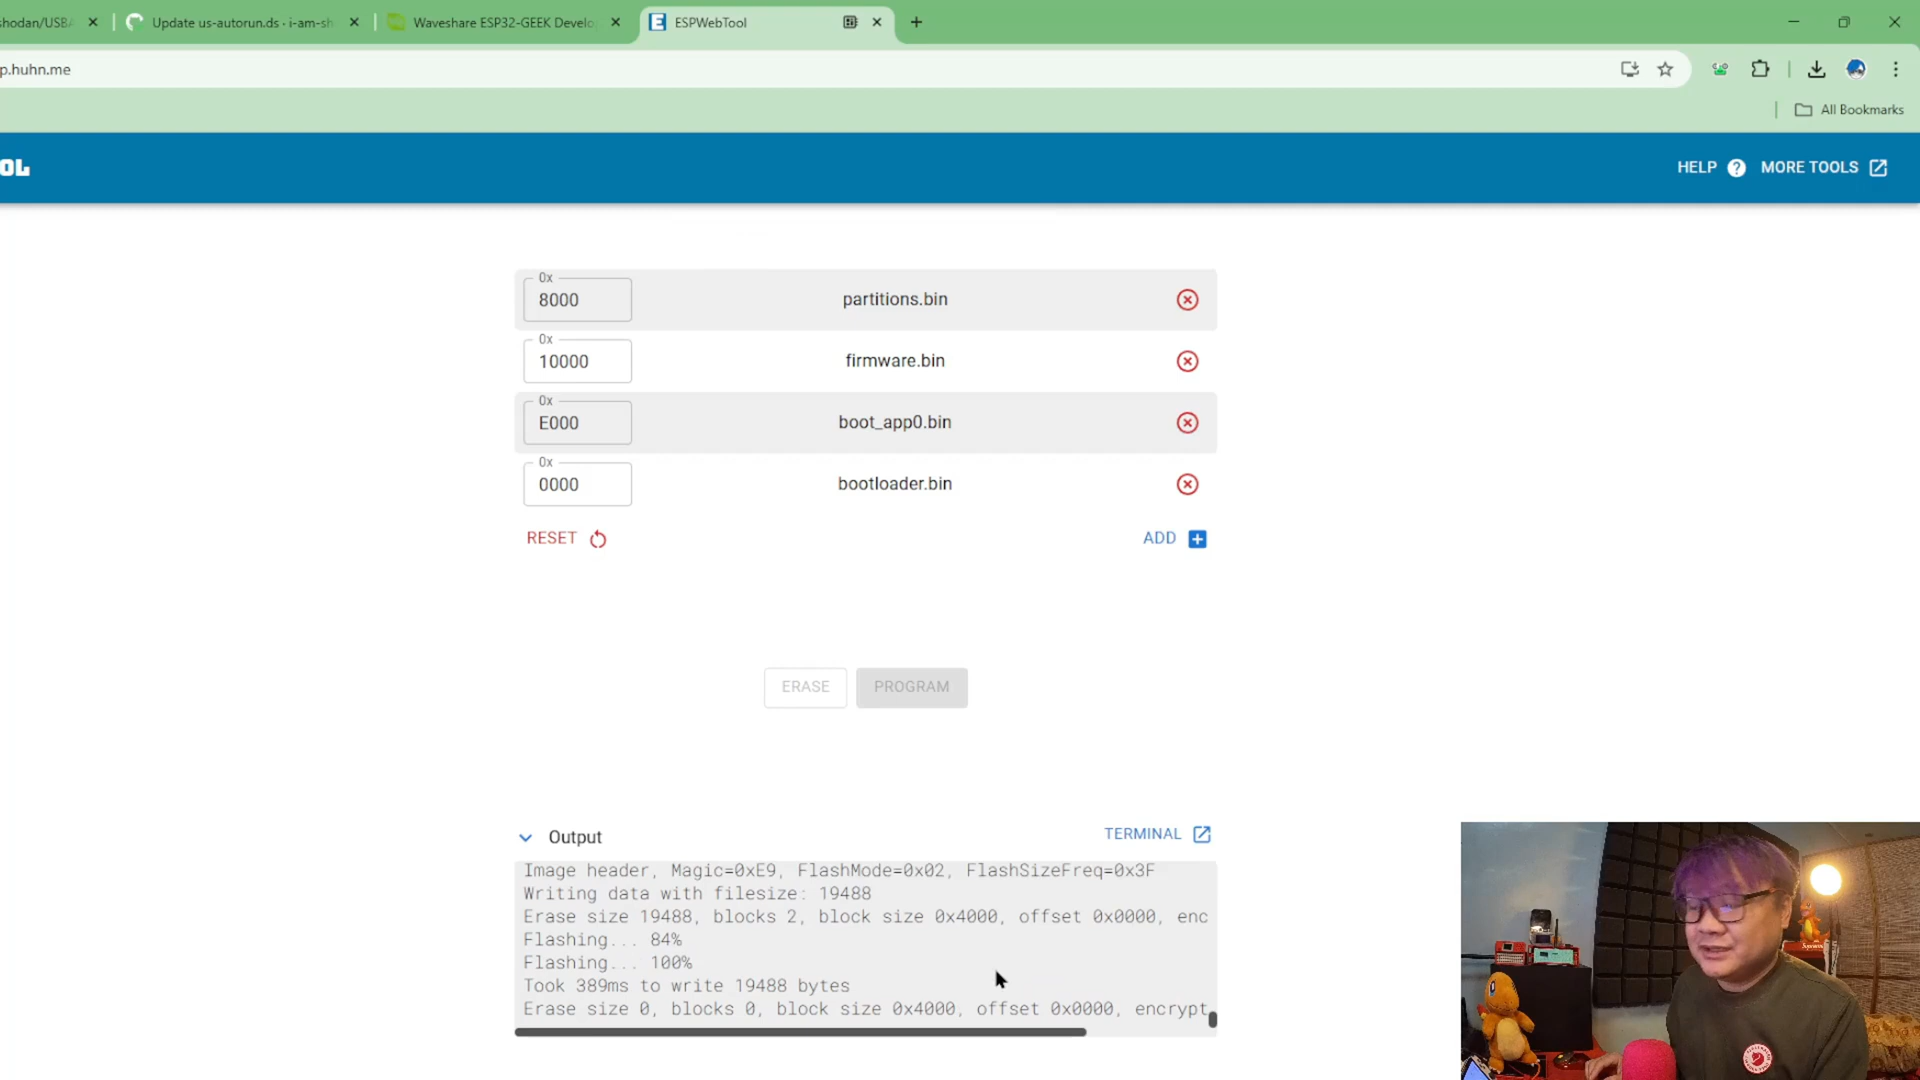 shodan/USBA
Update us-autorun.ds · i-am-sh
Waveshare ESP32-GEEK Develo
ESPWebTool
p.huhn.me
All Bookmarks
OL
HELP ?
MORE TOOLS
0x
8000
partitions.bin
0x
10000
firmware.bin
0x
E000
boot_app0.bin
0x
0000
bootloader.bin
RESET
ADD
ERASE
PROGRAM
Output
TERMINAL
Image header, Magic=0xE9, FlashMode=0x02, FlashSizeFreq=0x3F
Writing data with filesize: 19488
Erase size 19488, blocks 2, block size 0x4000, offset 0x0000, enc
Flashing... 84%
Flashing... 100%
Took 389ms to write 19488 bytes
Erase size 0, blocks 0, block size 0x4000, offset 0x0000, encrypt